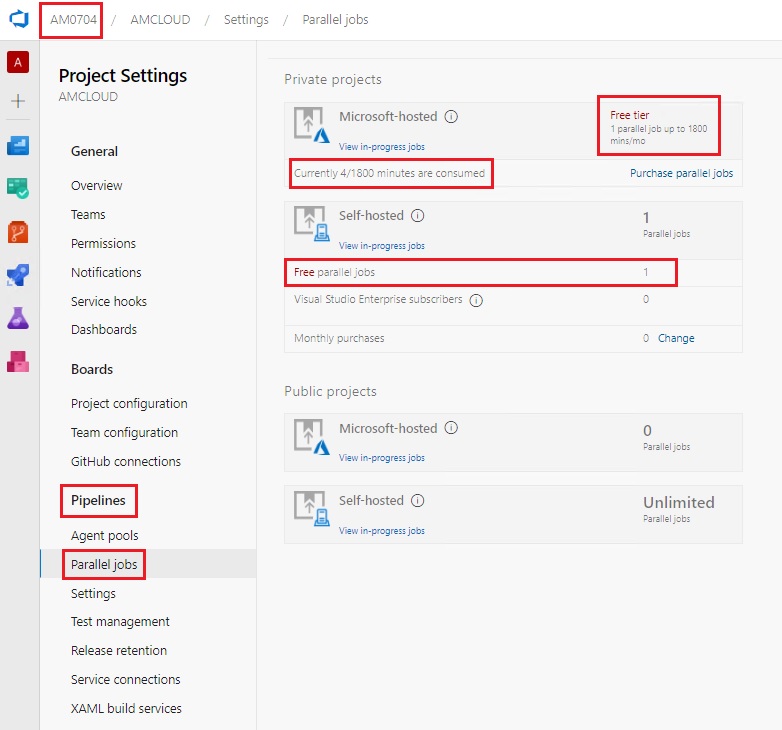 AM0704 / AMCLOUD / Settings / Parallel jobs
A
Project Settings
AMCLOUD
General
Overview
Teams
Permissions
Notifications
Service hooks
Dashboards
Boards
Project configuration
Team configuration
GitHub connections
Pipelines
Agent pools
Parallel jobs
Settings
Test management
Release retention
Service connections
XAML build services
Private projects
Microsoft-hosted
View in-progress jobs
Free tier
1 parallel job up to 1800
mins/mo
Currently 4/1800 minutes are consumed
Purchase parallel jobs
Self-hosted
View in-progress jobs
1
Parallel jobs
Free parallel jobs 1
Visual Studio Enterprise subscribers 0
Monthly purchases 0 Change
Public projects
Microsoft-hosted
View in-progress jobs
0
Parallel jobs
Self-hosted
View in-progress jobs
Unlimited
Parallel jobs